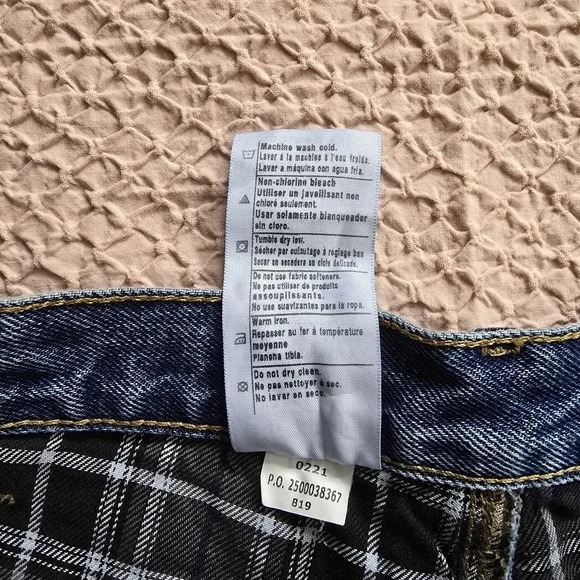 Machine wash cold.
Laver á la machine à l'eau froide.
Lavar a máquina con agua fría.
Non-chlorine bleach
Utiliser un javellisant non
chloré seulement.
Usar solamente blanqueador
sin cloro.
Tumble dry low.
Sécher par culbutage à réglage bas
Secar en secadora en ciclo delicado.
Do not use fabric softeners.
Ne pas utiliser de produits
assouplissants.
No use suavizantes para la ropa.
Warm iron.
Repasser au fer à température
moyenne
Plancha tibia.
Do not dry clean.
Ne pas nettoyer à sec.
No lavar en seco.
0221
P.O. 2500038367
B19